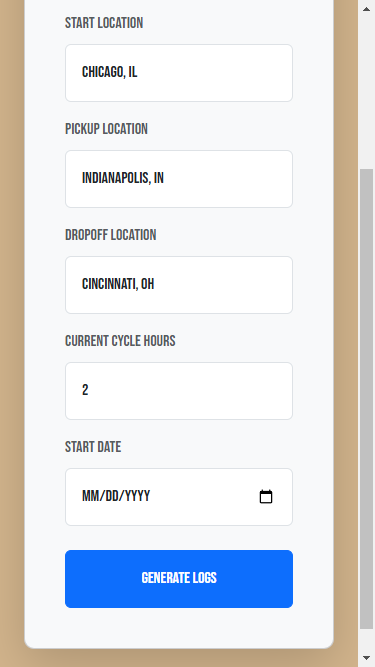 START LOCATION
CHICAGO, IL
PICKUP LOCATION
INDIANAPOLIS, IN
DROPOFF LOCATION
CINCINNATI, OH
CURRENT CYCLE HOURS
2
START DATE
MM/DD/YYYY
GENERATE LOGS